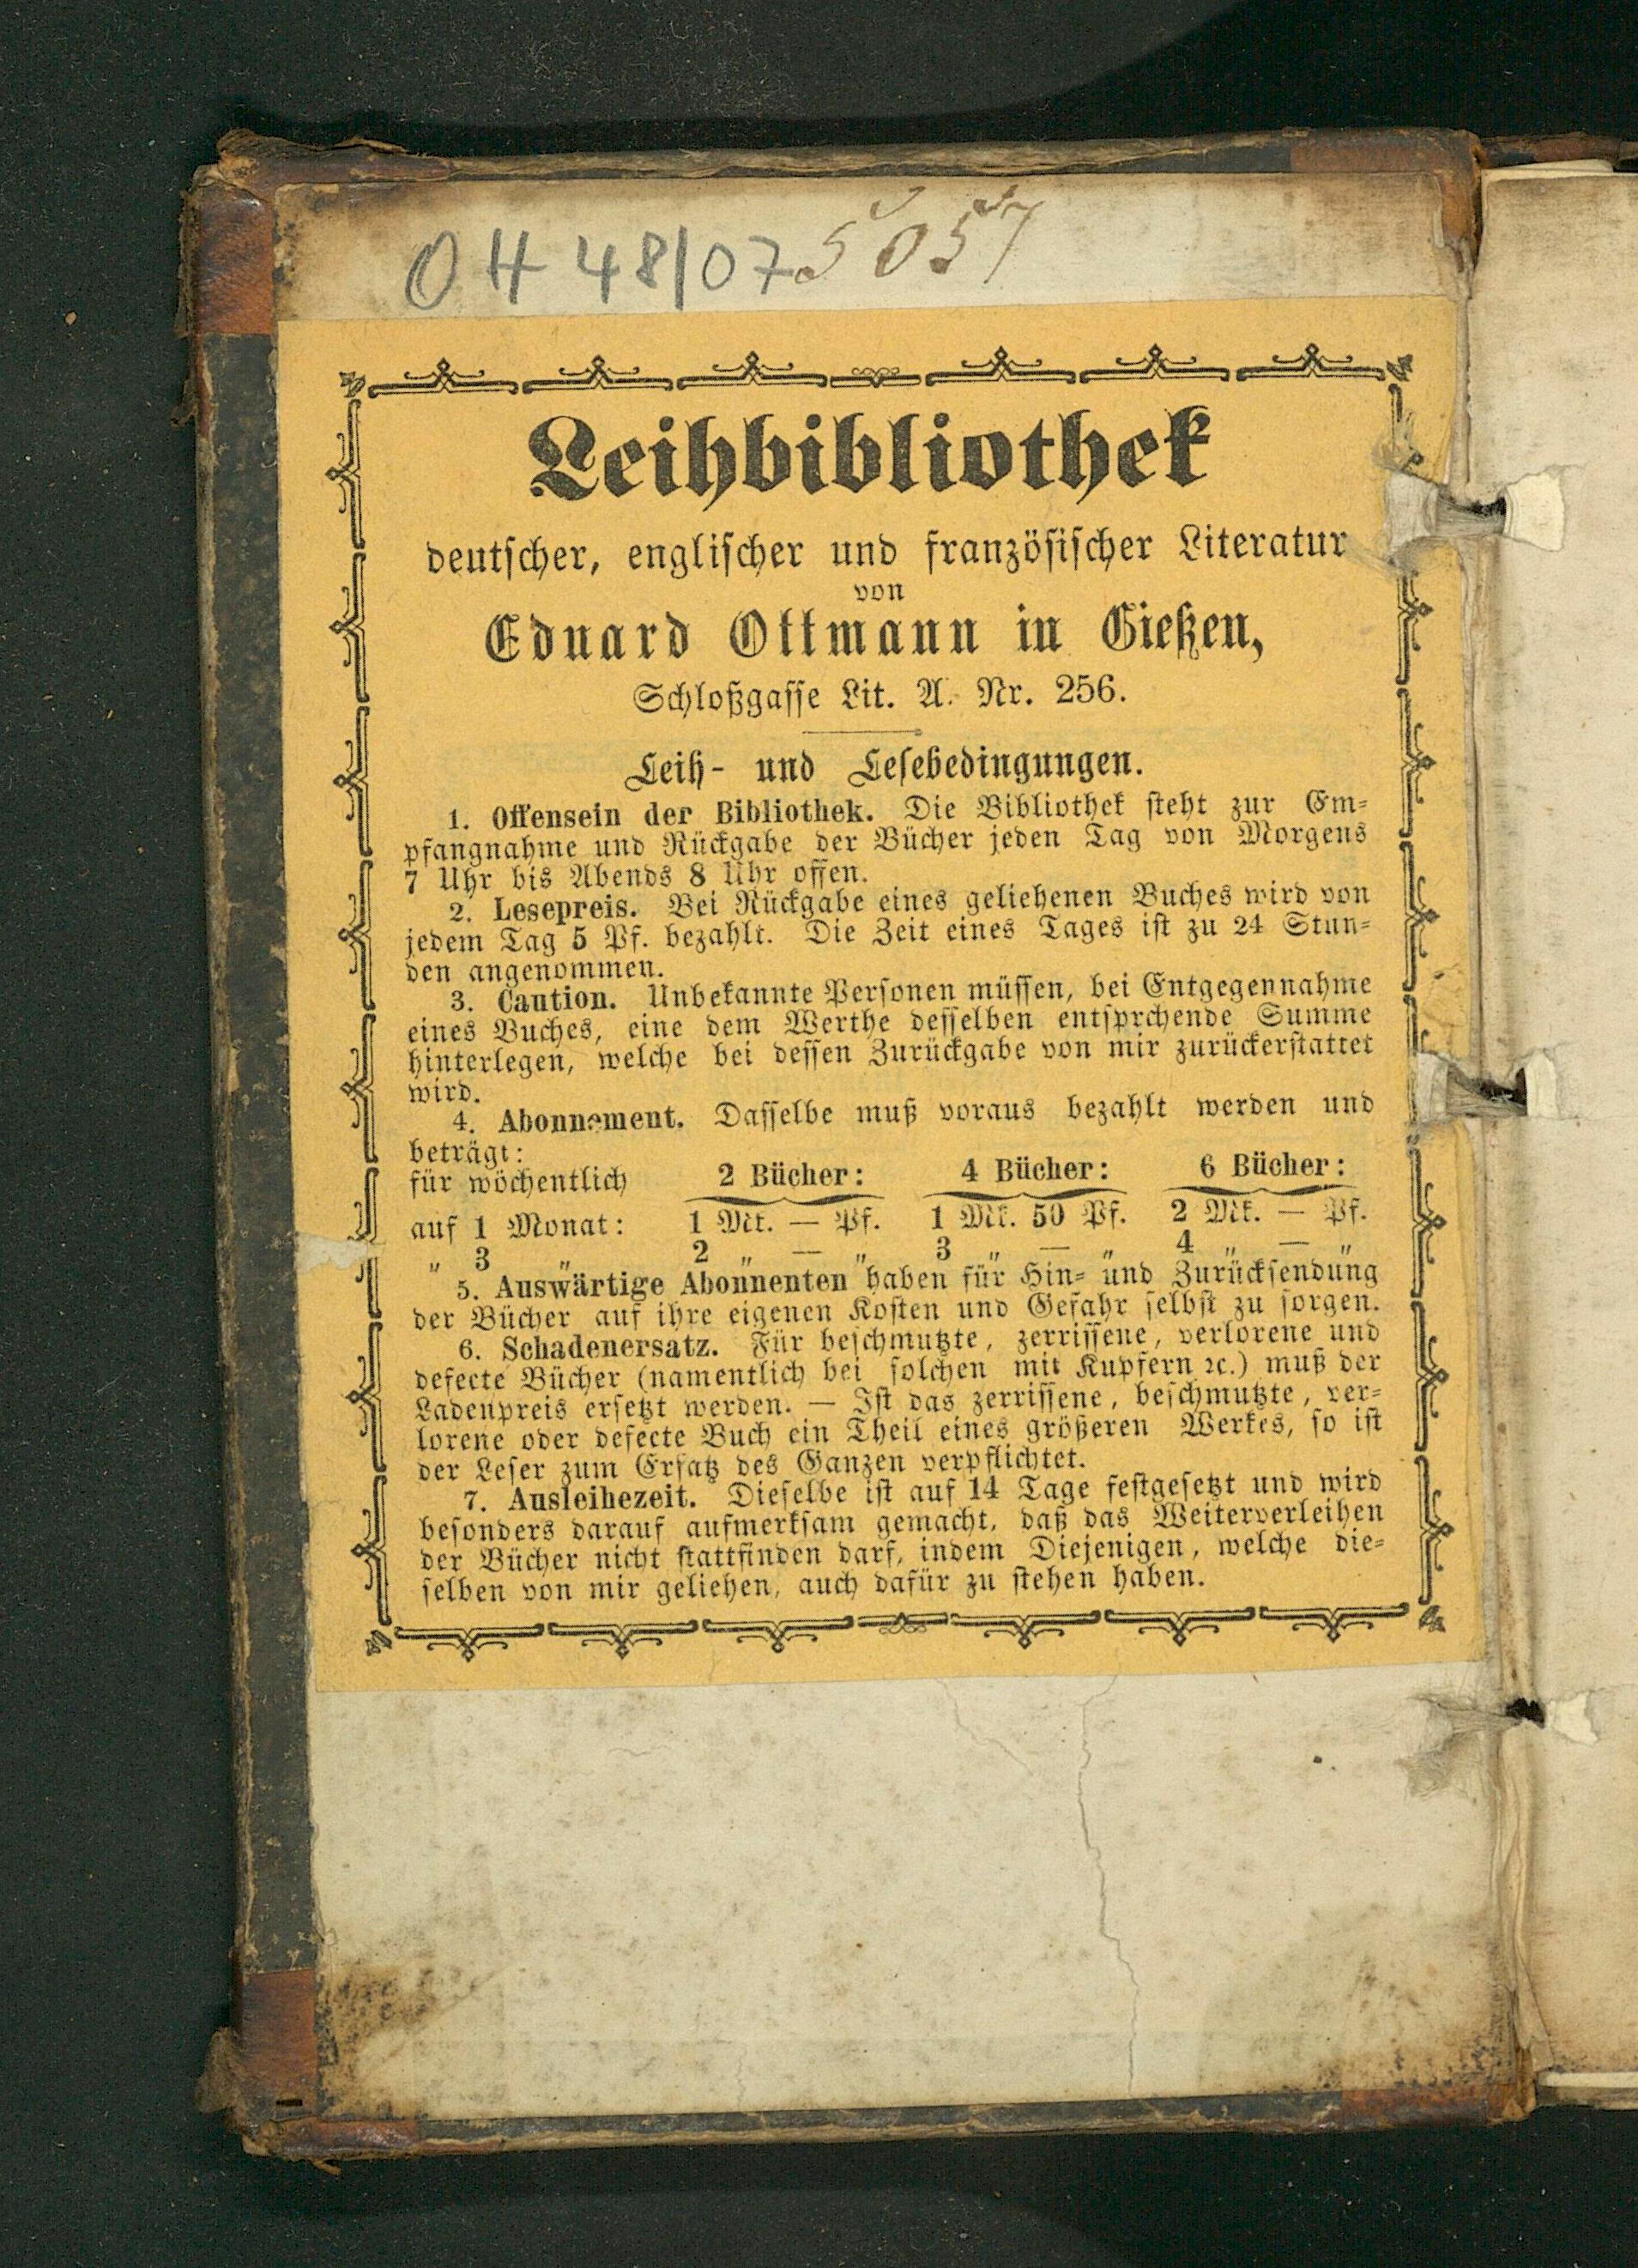 OH 48/07 5057
Leihbibliothek
deutscher, englischer und französischer Literatur
von
Eduard Ottmann in Gießen,
Schloßgasse Lit. A. Nr. 256.
Leih- und Lesebedingungen.
1. Offensein der Bibliothek. Die Bibliothek steht zur Em-
pfangnahme und Rückgabe der Bücher jeden Tag von Morgens
7 Uhr bis Abends 8 Uhr offen.
2. Lesepreis. Bei Rückgabe eines geliehenen Buches wird von
jedem Tag 5 Pf. bezahlt. Die Zeit eines Tages ist zu 24 Stun-
den angenommen.
3. Caution. Unbekannte Personen müssen, bei Entgegennahme
eines Buches, eine dem Werthe desselben entsprchende Summe
hinterlegen, welche bei dessen Zurückgabe von mir zurückerstattet
wird.
4. Abonnement. Dasselbe muß voraus bezahlt werden und
beträgt:
für wöchentlich 2 Bücher: 4 Bücher: 6 Bücher:
auf 1 Monat: 1 Mk. — Pf. 1 Mk. 50 Pf. 2 Mk. — Pf.
" 3 " 2 " — " 3 " — " 4 " — "
5. Auswärtige Abonnenten haben für Hin- und Zurücksendung
der Bücher auf ihre eigenen Kosten und Gefahr selbst zu sorgen.
6. Schadenersatz. Für beschmutzte, zerrissene, verlorene und
defecte Bücher (namentlich bei solchen mit Kupfern ꝛc.) muß der
Ladenpreis ersetzt werden. — Ist das zerrissene, beschmutzte, ver-
lorene oder defecte Buch ein Theil eines größeren Werkes, so ist
der Leser zum Ersatz des Ganzen verpflichtet.
7. Ausleihezeit. Dieselbe ist auf 14 Tage festgesetzt und wird
besonders darauf aufmerksam gemacht, daß das Weiterverleihen
der Bücher nicht stattfinden darf, indem Diejenigen, welche die-
selben von mir geliehen, auch dafür zu stehen haben.